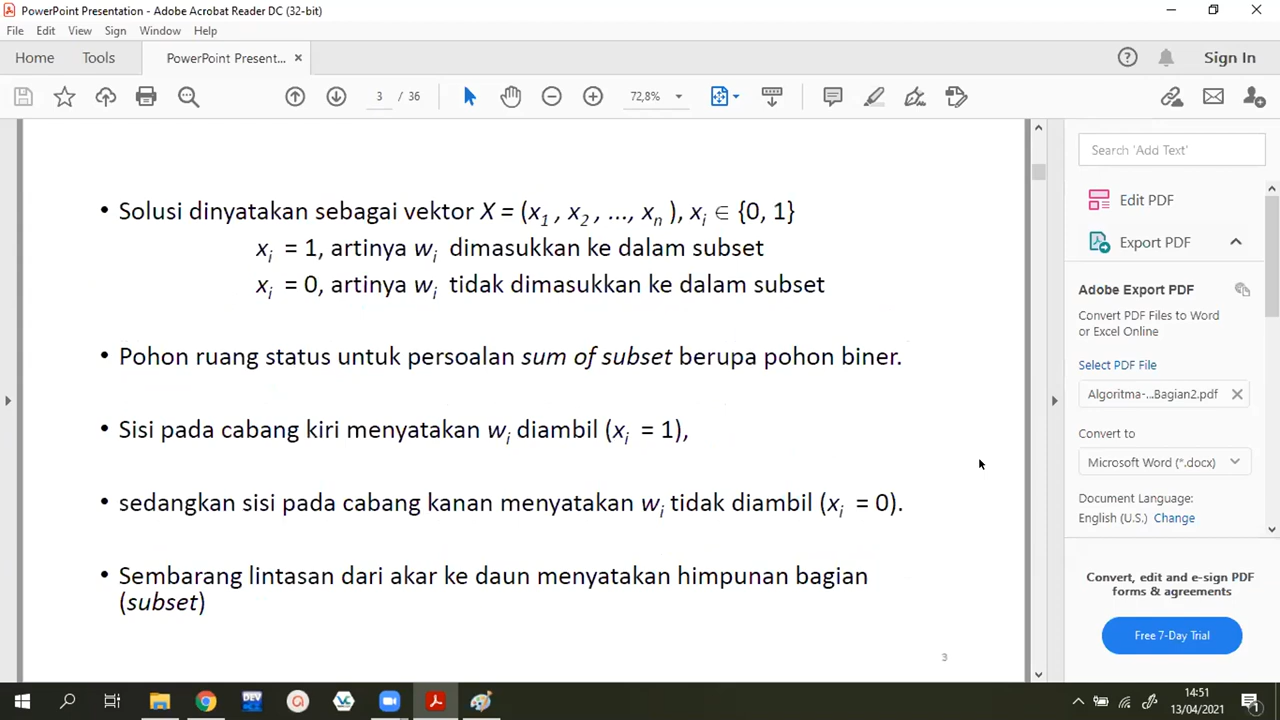 PowerPoint Presentation - Adobe Acrobat Reader DC (32-bit)
File Edit View Sign Window Help
Home Tools PowerPoint Present... × Sign In
3 / 36 72,8%
• Solusi dinyatakan sebagai vektor X = (x1 , x2 , ..., xn ), xi ∈ {0, 1}
xi = 1, artinya wi dimasukkan ke dalam subset
xi = 0, artinya wi tidak dimasukkan ke dalam subset
• Pohon ruang status untuk persoalan sum of subset berupa pohon biner.
• Sisi pada cabang kiri menyatakan wi diambil (xi = 1),
• sedangkan sisi pada cabang kanan menyatakan wi tidak diambil (xi = 0).
• Sembarang lintasan dari akar ke daun menyatakan himpunan bagian
(subset)
3
Search 'Add Text'
Edit PDF
Export PDF
Adobe Export PDF
Convert PDF Files to Word
or Excel Online
Select PDF File
Algoritma-...Bagian2.pdf
Convert to
Microsoft Word (*.docx)
Document Language:
English (U.S.) Change
Convert, edit and e-sign PDF
forms & agreements
Free 7-Day Trial
DEV
14:51
13/04/2021
1